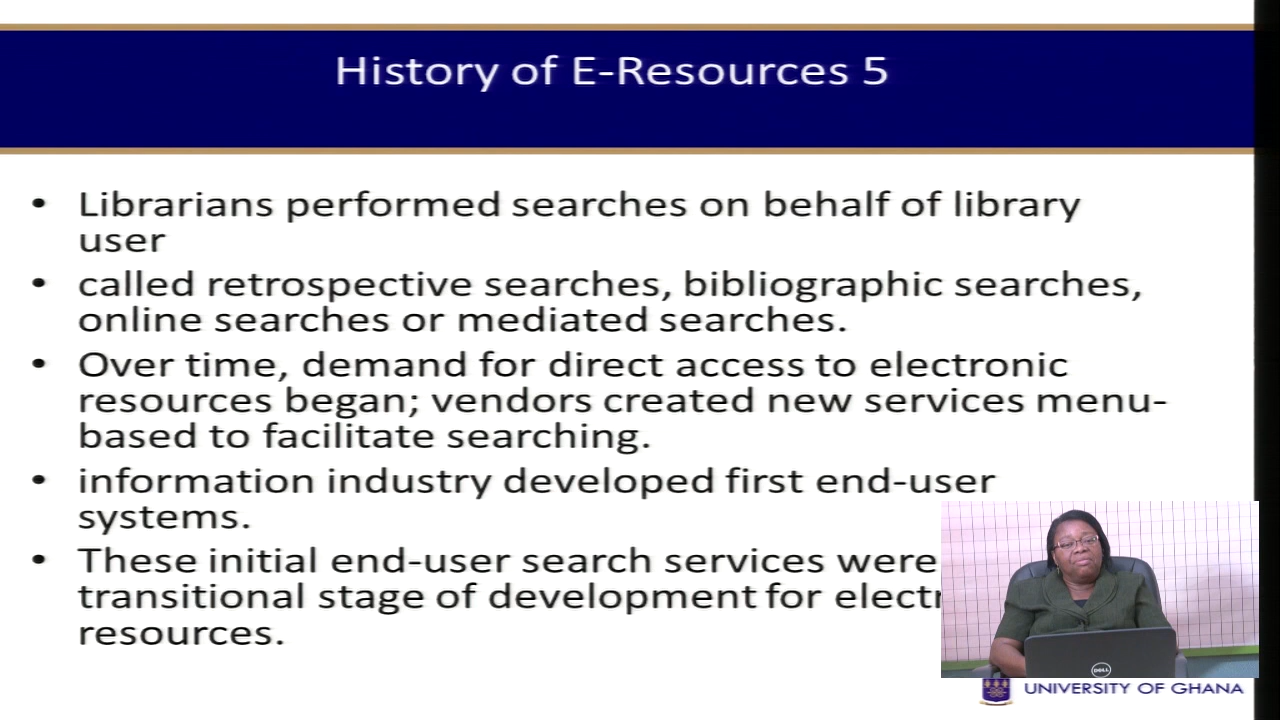 History of E-Resources 5
• Librarians performed searches on behalf of library
user
• called retrospective searches, bibliographic searches,
online searches or mediated searches.
• Over time, demand for direct access to electronic
resources began; vendors created new services menu-
based to facilitate searching.
• information industry developed first end-user
systems.
• These initial end-user search services were
transitional stage of development for electr
resources.
DELL
UNIVERSITY OF GHANA